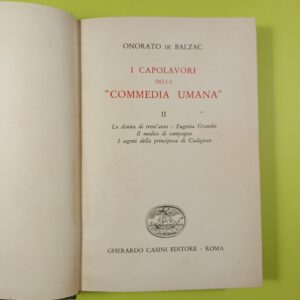 ONORATO DE BALZAC
I CAPOLAVORI
DELLA
"COMMEDIA UMANA"
II
La donna di trent'anni - Eugenia Grandet
Il medico di campagna
I segreti della principessa di Cadignan
GHERARDO CASINI EDITORE - ROMA